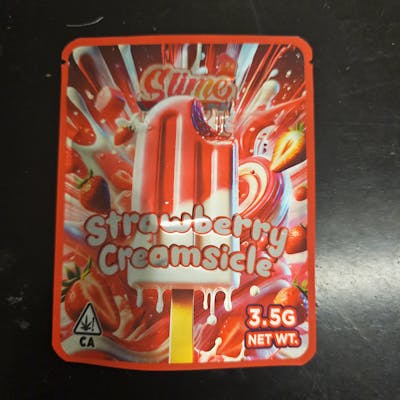 Slime
Strawberry
Creamsicle
CA
3.5G
NET WT.